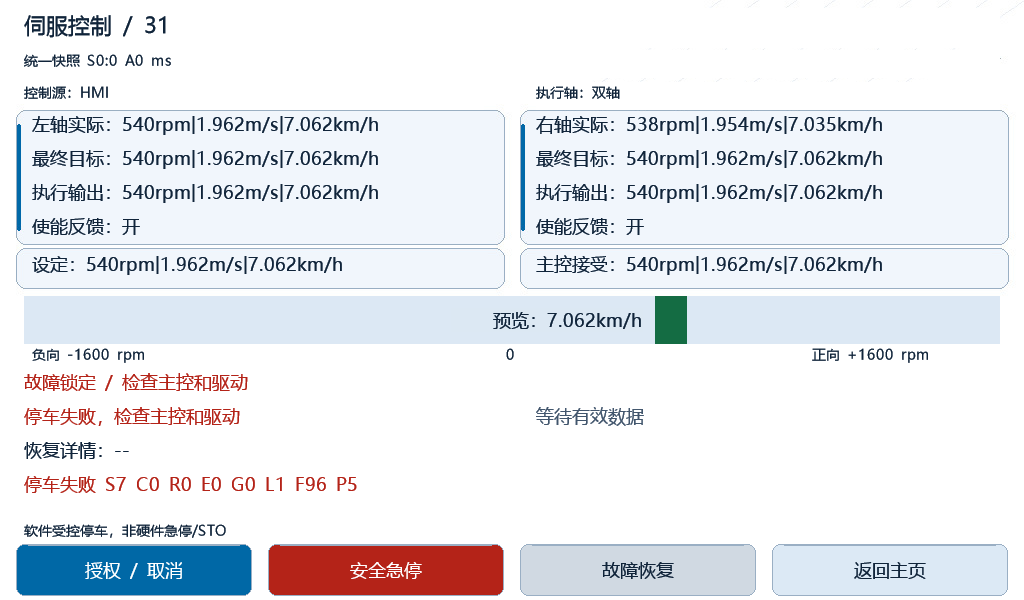 伺服控制 / 31
统一快照 S0:0 A0 ms
控制源：HMI
执行轴：双轴
左轴实际：540rpm|1.962m/s|7.062km/h
最终目标：540rpm|1.962m/s|7.062km/h
执行输出：540rpm|1.962m/s|7.062km/h
使能反馈：开
右轴实际：538rpm|1.954m/s|7.035km/h
最终目标：540rpm|1.962m/s|7.062km/h
执行输出：540rpm|1.962m/s|7.062km/h
使能反馈：开
设定：540rpm|1.962m/s|7.062km/h
主控接受：540rpm|1.962m/s|7.062km/h
预览：7.062km/h
负向 -1600 rpm
0
正向 +1600 rpm
故障锁定 / 检查主控和驱动
停车失败，检查主控和驱动
等待有效数据
恢复详情：--
停车失败 S7 C0 R0 E0 G0 L1 F96 P5
软件受控停车，非硬件急停/STO
授权 / 取消
安全急停
故障恢复
返回主页